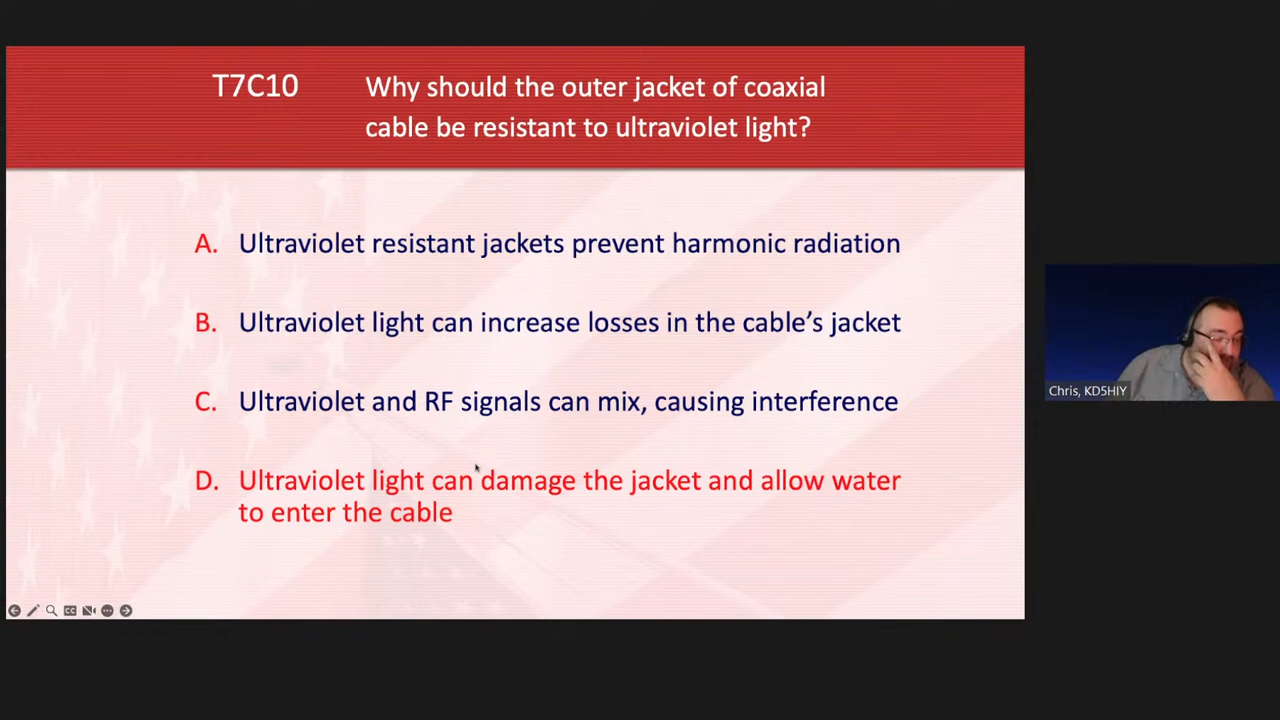 T7C10
Why should the outer jacket of coaxial
cable be resistant to ultraviolet light?
A. Ultraviolet resistant jackets prevent harmonic radiation
B. Ultraviolet light can increase losses in the cable’s jacket
C. Ultraviolet and RF signals can mix, causing interference
D. Ultraviolet light can damage the jacket and allow water
to enter the cable
Chris, KD5HIY
CC